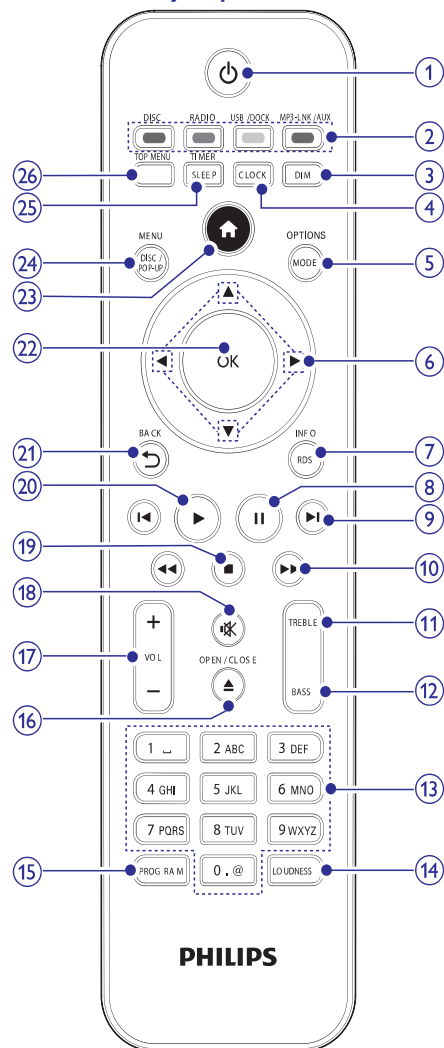 1
DISC RADIO USB /DOCK MP3-LNK /AUX
2
TOP MENU TIMER
26 SLEEP CLOCK DIM 3
25 4
MENU OPTIONS
24 DISC / POP-UP MODE 5
23
22 OK 6
BACK INFO
21 RDS 7
20 8
9
19 10
18
+ TREBLE 11
17 VOL
OPEN/CLOSE
− BASS 12
16
1 ⎵ 2 ABC 3 DEF
4 GHI 5 JKL 6 MNO 13
7 PQRS 8 TUV 9 WXYZ
15 PROGRAM 0 . @ LOUDNESS 14
PHILIPS